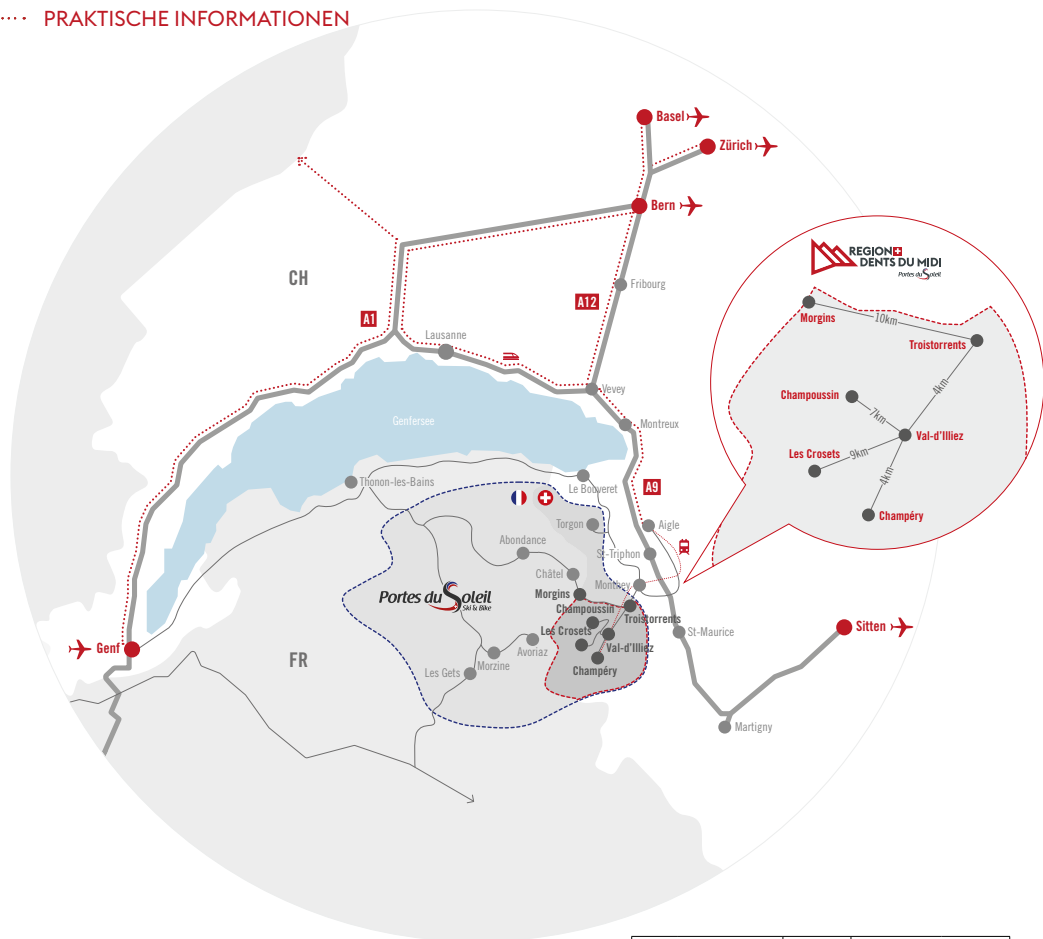 PRAKTISCHE INFORMATIONEN
Basel
Zürich
Bern
REGION
DENTS DU MIDI
Portes du Soleil
CH
Fribourg
A12
A1
Morgins
10km
Troistorrents
Lausanne
4km
Vevey
Champoussin
7km
Genfersee
Montreux
Val-d'Illiez
Les Crosets
9km
4km
Thonon-les-Bains
Le Bouveret
A9
Champéry
Torgon
Aigle
Abondance
St-Triphon
Châtel
Monthey
Portes du Soleil
Ski & Bike
Morgins
Champoussin
Troistorrents
Les Crosets
St-Maurice
Sitten
Genf
Val-d'Illiez
Avoriaz
FR
Morzine
Les Gets
Champéry
Martigny